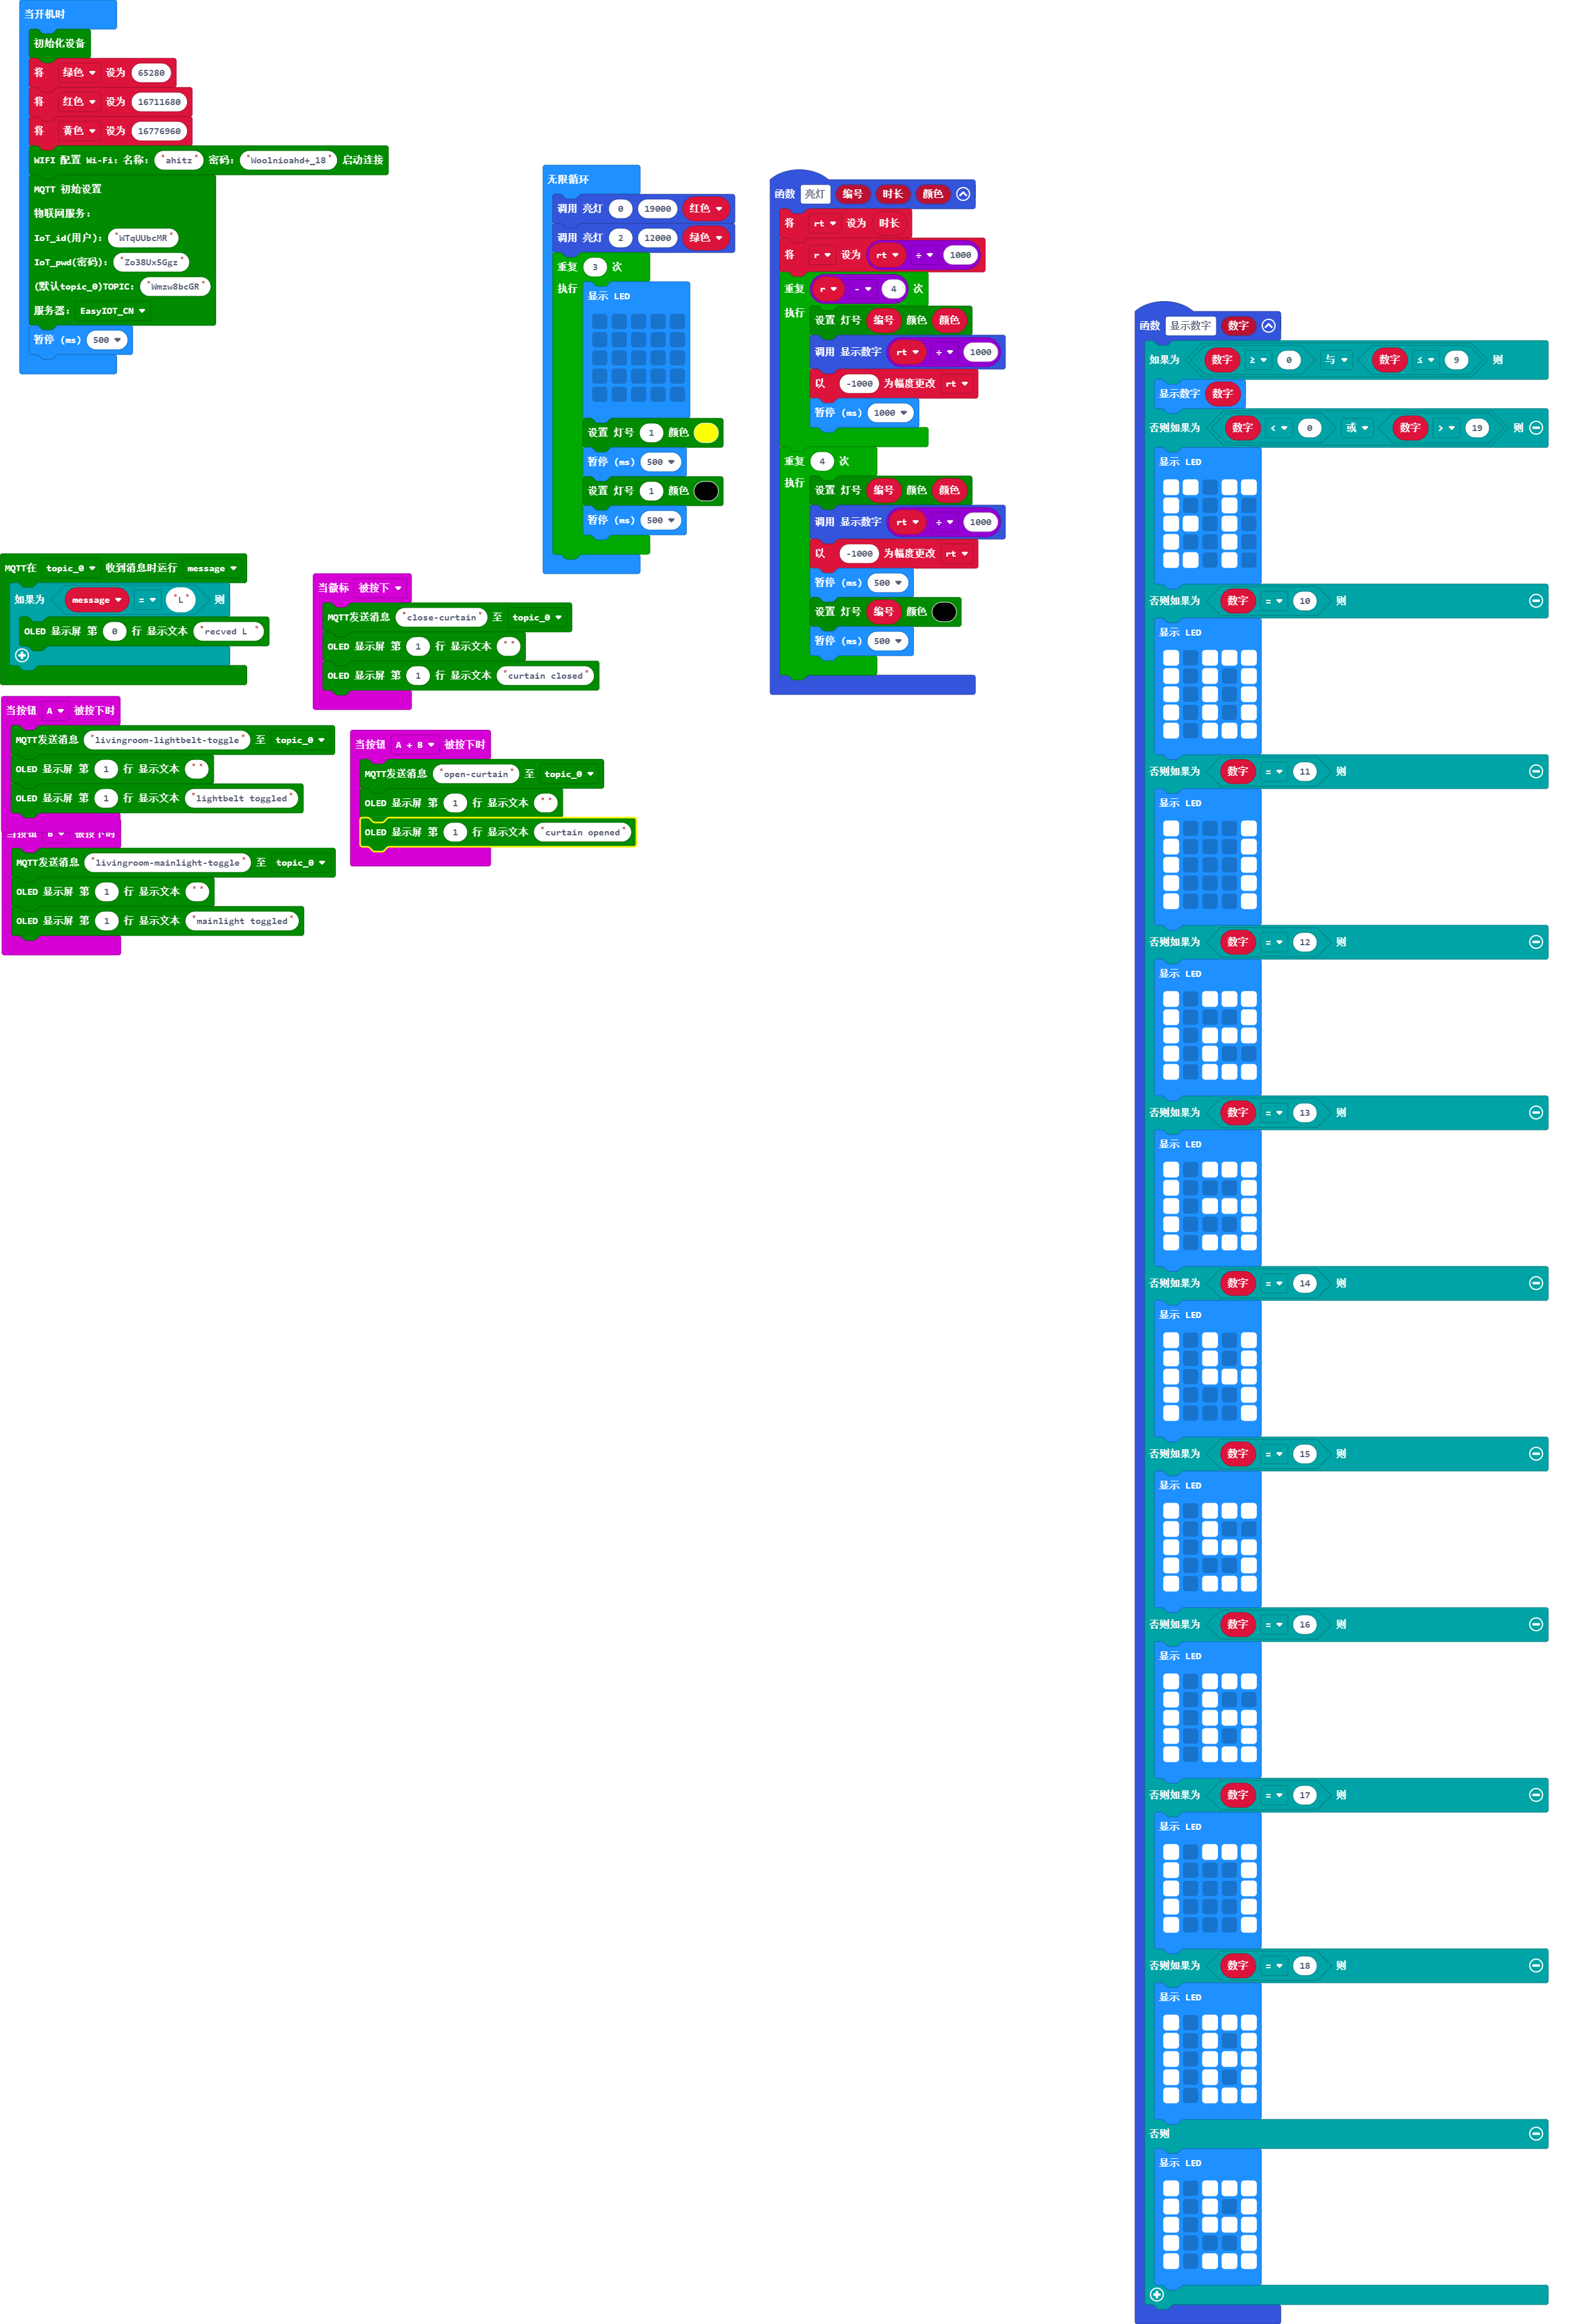 当开机时
初始化设备
将 绿色 设为 65280
将 红色 设为 16711680
将 黄色 设为 16776960
WIFI 配置 Wi-Fi: 名称: "ahitz" 密码: "Woolnioahd+_18" 启动连接
MQTT 初始设置
物联网服务:
IoT_id(用户): "WTqUUbcMR"
IoT_pwd(密码): "Zo38Ux5Ggz"
(默认topic_0)TOPIC: "Wmzw8bcGR"
服务器: EasyIOT_CN
暂停 (ms) 500
无限循环
调用 亮灯 0 19000 红色
调用 亮灯 2 12000 绿色
重复 3 次
执行
显示 LED
设置 灯号 1 颜色
暂停 (ms) 500
设置 灯号 1 颜色
暂停 (ms) 500
函数 亮灯 编号 时长 颜色
将 rt 设为 时长
将 r 设为 rt ÷ 1000
重复 r - 4 次
执行
设置 灯号 编号 颜色 颜色
调用 显示数字 rt ÷ 1000
以 -1000 为幅度更改 rt
暂停 (ms) 1000
重复 4 次
执行
设置 灯号 编号 颜色 颜色
调用 显示数字 rt ÷ 1000
以 -1000 为幅度更改 rt
暂停 (ms) 500
设置 灯号 编号 颜色
暂停 (ms) 500
MQTT在 topic_0 收到消息时运行 message
如果为 message = "L" 则
OLED 显示屏 第 0 行 显示文本 "recved L "
当徽标 被按下
MQTT发送消息 "close-curtain" 至 topic_0
OLED 显示屏 第 1 行 显示文本 " "
OLED 显示屏 第 1 行 显示文本 "curtain closed"
当按钮 A 被按下时
MQTT发送消息 "livingroom-lightbelt-toggle" 至 topic_0
OLED 显示屏 第 1 行 显示文本 " "
OLED 显示屏 第 1 行 显示文本 "lightbelt toggled"
当按钮 B 被按下时
MQTT发送消息 "livingroom-mainlight-toggle" 至 topic_0
OLED 显示屏 第 1 行 显示文本 " "
OLED 显示屏 第 1 行 显示文本 "mainlight toggled"
当按钮 A + B 被按下时
MQTT发送消息 "open-curtain" 至 topic_0
OLED 显示屏 第 1 行 显示文本 " "
OLED 显示屏 第 1 行 显示文本 "curtain opened"
函数 显示数字 数字
如果为 数字 ≥ 0 与 数字 ≤ 9 则
显示数字 数字
否则如果为 数字 < 0 或 数字 > 19 则
显示 LED
否则如果为 数字 = 10 则
显示 LED
否则如果为 数字 = 11 则
显示 LED
否则如果为 数字 = 12 则
显示 LED
否则如果为 数字 = 13 则
显示 LED
否则如果为 数字 = 14 则
显示 LED
否则如果为 数字 = 15 则
显示 LED
否则如果为 数字 = 16 则
显示 LED
否则如果为 数字 = 17 则
显示 LED
否则如果为 数字 = 18 则
显示 LED
否则
显示 LED